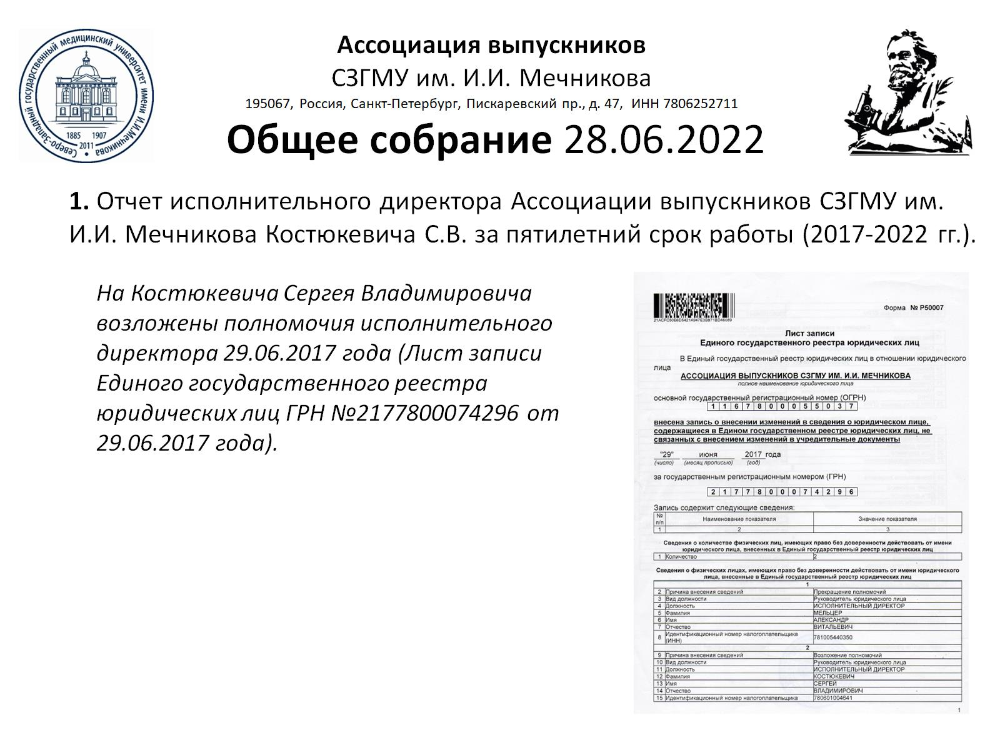 Северо-Западный государственный медицинский университет имени И.И.Мечникова
1885 1907
2011
Ассоциация выпускников
СЗГМУ им. И.И. Мечникова
195067, Россия, Санкт-Петербург, Пискаревский пр., д. 47, ИНН 7806252711
Общее собрание 28.06.2022
1. Отчет исполнительного директора Ассоциации выпускников СЗГМУ им.
И.И. Мечникова Костюкевича С.В. за пятилетний срок работы (2017-2022 гг.).
На Костюкевича Сергея Владимировича
возложены полномочия исполнительного
директора 29.06.2017 года (Лист записи
Единого государственного реестра
юридических лиц ГРН №2177800074296 от
29.06.2017 года).
Форма № Р50007
Лист записи
Единого государственного реестра юридических лиц
В Единый государственный реестр юридических лиц в отношении юридического
лица
АССОЦИАЦИЯ ВЫПУСКНИКОВ СЗГМУ ИМ. И.И. МЕЧНИКОВА
полное наименование юридического лица
основной государственный регистрационный номер (ОГРН)
1 1 6 7 8 0 0 0 5 5 0 3 7
внесена запись о внесении изменений в сведения о юридическом лице,
содержащиеся в Едином государственном реестре юридических лиц, не
связанных с внесением изменений в учредительные документы
"29" июня 2017 года
(число) (месяц прописью) (год)
за государственным регистрационным номером (ГРН)
2 1 7 7 8 0 0 0 7 4 2 9 6
Запись содержит следующие сведения:
№ п/п Наименование показателя Значение показателя
1 2 3
Сведения о количестве физических лиц, имеющих право без доверенности действовать от имени
юридического лица, внесенных в Единый государственный реестр юридических лиц
1 Количество 2
Сведения о физических лицах, имеющих право без доверенности действовать от имени юридического
лица, внесенные в Единый государственный реестр юридических лиц
1
2 Причина внесения сведений Прекращение полномочий
3 Вид должности Руководитель юридического лица
4 Должность ИСПОЛНИТЕЛЬНЫЙ ДИРЕКТОР
5 Фамилия МЕЛЬЦЕР
6 Имя АЛЕКСАНДР
7 Отчество ВИТАЛЬЕВИЧ
8 Идентификационный номер налогоплательщика (ИНН) 781005440350
2
9 Причина внесения сведений Возложение полномочий
10 Вид должности Руководитель юридического лица
11 Должность ИСПОЛНИТЕЛЬНЫЙ ДИРЕКТОР
12 Фамилия КОСТЮКЕВИЧ
13 Имя СЕРГЕЙ
14 Отчество ВЛАДИМИРОВИЧ
15 Идентификационный номер налогоплательщика 780601004641
1